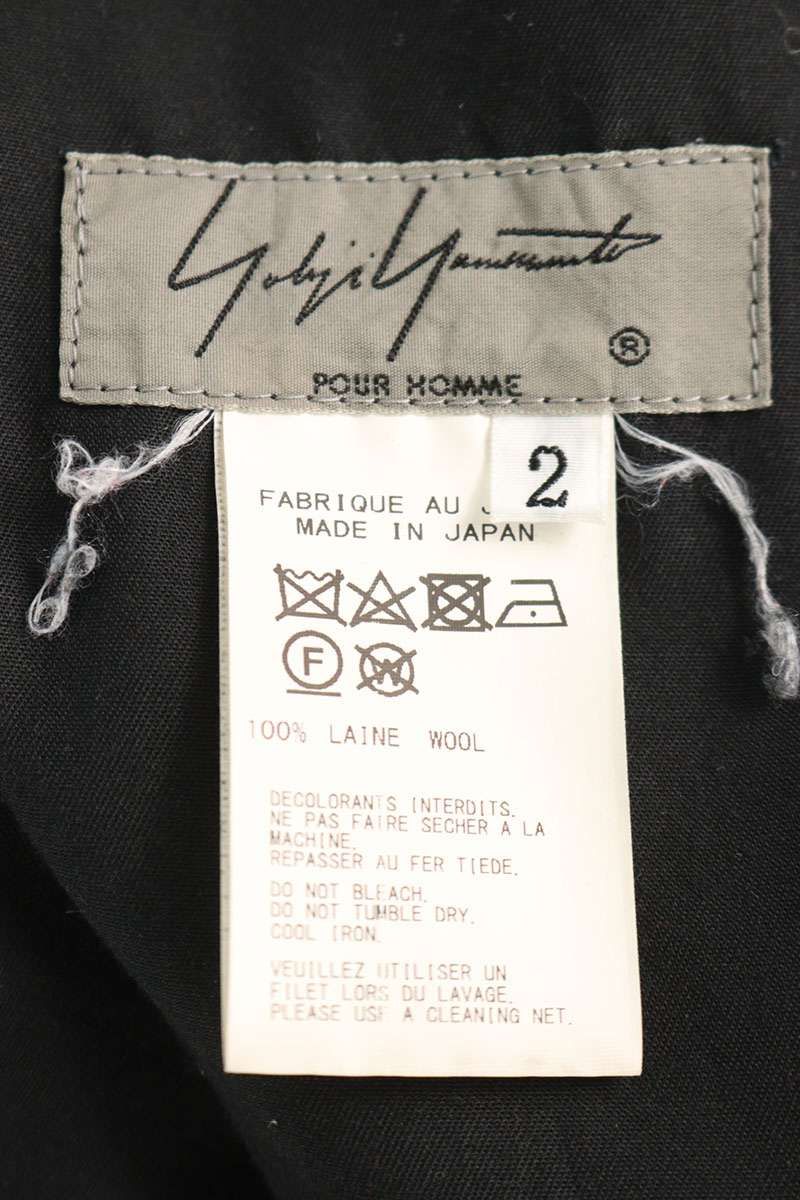 Yohji Yamamoto
®
POUR HOMME
2
FABRIQUE AU J
MADE IN JAPAN
F
W
100% LAINE WOOL
DECOLORANTS INTERDITS.
NE PAS FAIRE SECHER A LA
MACHINE.
REPASSER AU FER TIEDE.
DO NOT BLEACH.
DO NOT TUMBLE DRY.
COOL IRON.
VEUILLEZ UTILISER UN
FILET LORS DU LAVAGE.
PLEASE USE A CLEANING NET.